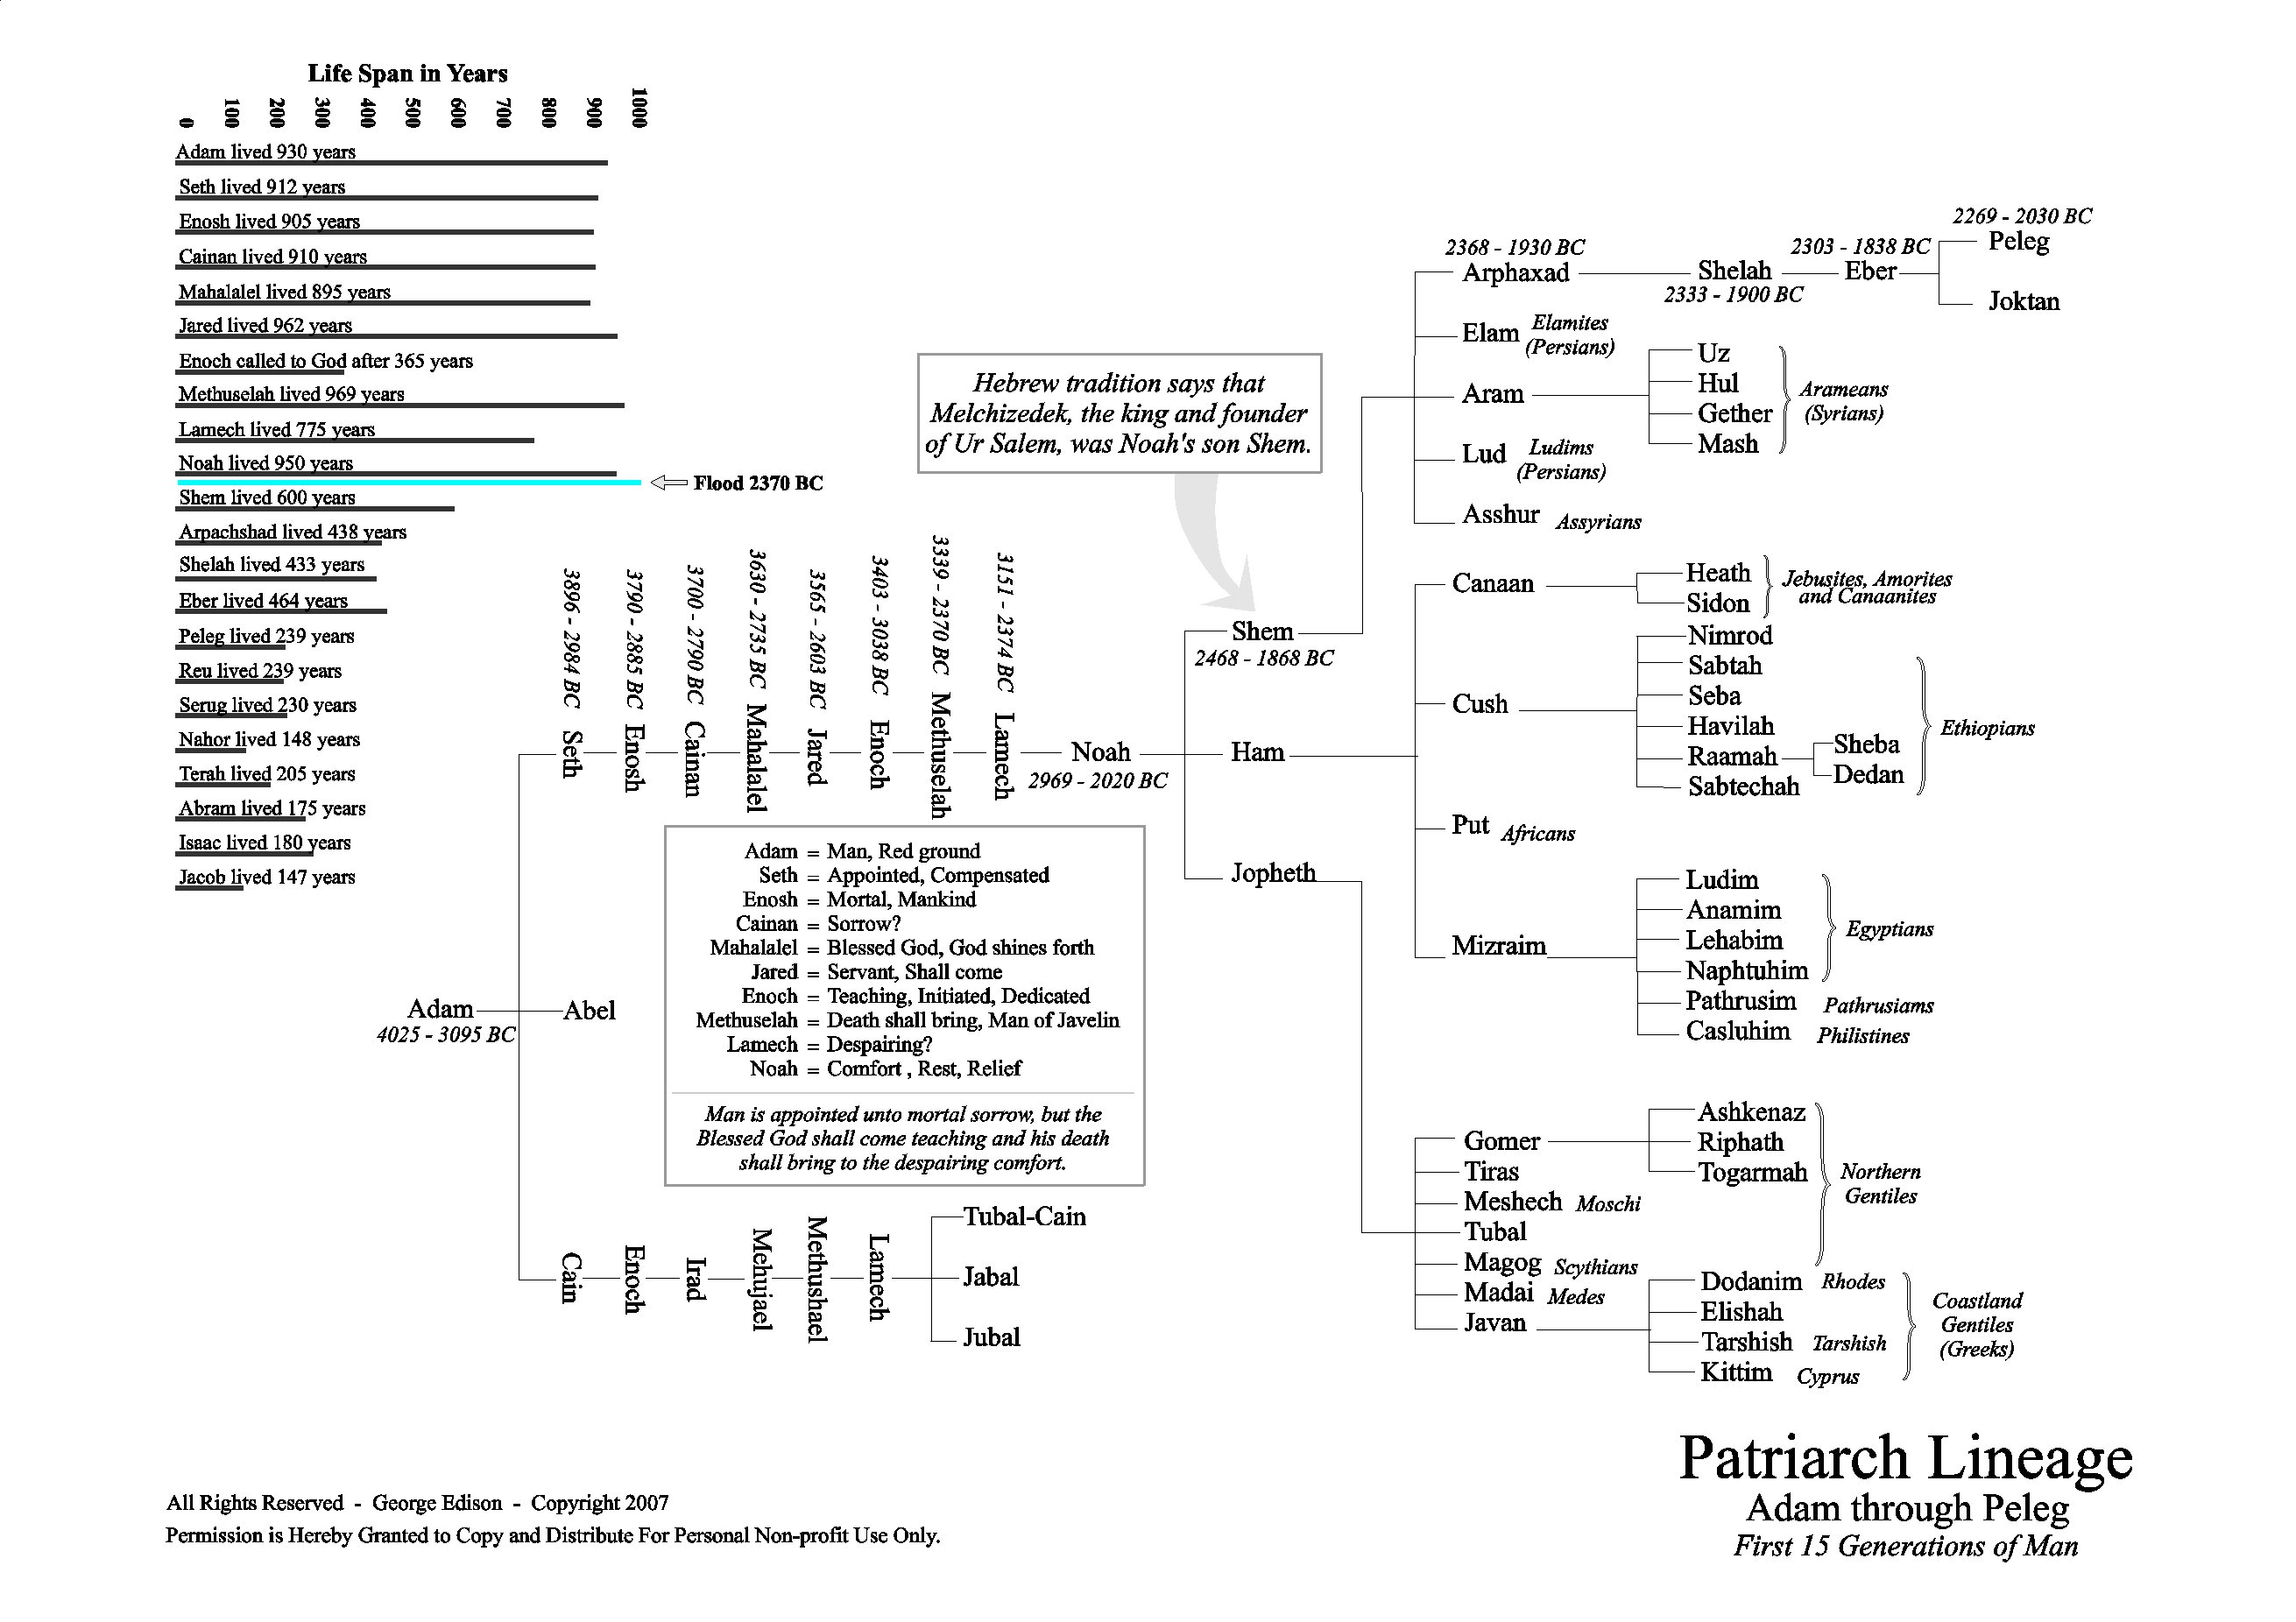 Life Span in Years
0 100 200 300 400 500 600 700 800 900 1000
Adam lived 930 years
Seth lived 912 years
Enosh lived 905 years
Cainan lived 910 years
Mahalalel lived 895 years
Jared lived 962 years
Enoch called to God after 365 years
Methuselah lived 969 years
Lamech lived 775 years
Noah lived 950 years
Flood 2370 BC
Shem lived 600 years
Arpachshad lived 438 years
Shelah lived 433 years
Eber lived 464 years
Peleg lived 239 years
Reu lived 239 years
Serug lived 230 years
Nahor lived 148 years
Terah lived 205 years
Abram lived 175 years
Isaac lived 180 years
Jacob lived 147 years
Adam
4025 - 3095 BC
3896 - 2984 BC Seth
3790 - 2885 BC Enosh
3700 - 2790 BC Cainan
3630 - 2735 BC Mahalalel
3565 - 2603 BC Jared
3403 - 3038 BC Enoch
3339 - 2370 BC Methuselah
3151 - 2374 BC Lamech
Noah
2969 - 2020 BC
Abel
Cain
Enoch
Irad
Mehujael
Methushael
Lamech
Tubal-Cain
Jabal
Jubal
Adam = Man, Red ground
Seth = Appointed, Compensated
Enosh = Mortal, Mankind
Cainan = Sorrow?
Mahalalel = Blessed God, God shines forth
Jared = Servant, Shall come
Enoch = Teaching, Initiated, Dedicated
Methuselah = Death shall bring, Man of Javelin
Lamech = Despairing?
Noah = Comfort , Rest, Relief
Man is appointed unto mortal sorrow, but the
Blessed God shall come teaching and his death
shall bring to the despairing comfort.
Hebrew tradition says that
Melchizedek, the king and founder
of Ur Salem, was Noah's son Shem.
Shem
2468 - 1868 BC
Ham
Jopheth
2368 - 1930 BC
Arphaxad
Shelah
2333 - 1900 BC
2303 - 1838 BC
Eber
2269 - 2030 BC
Peleg
Joktan
Elam Elamites
(Persians)
Aram
Uz
Hul
Gether
Mash
Arameans
(Syrians)
Lud Ludims
(Persians)
Asshur Assyrians
Canaan
Heath
Sidon
Jebusites, Amorites
and Canaanites
Cush
Nimrod
Sabtah
Seba
Havilah
Raamah
Sabtechah
Sheba
Dedan
Ethiopians
Put Africans
Mizraim
Ludim
Anamim
Lehabim
Naphtuhim
Egyptians
Pathrusim Pathrusiams
Casluhim Philistines
Gomer
Tiras
Meshech Moschi
Tubal
Magog Scythians
Madai Medes
Javan
Ashkenaz
Riphath
Togarmah
Northern
Gentiles
Dodanim Rhodes
Elishah
Tarshish Tarshish
Kittim Cyprus
Coastland
Gentiles
(Greeks)
Patriarch Lineage
Adam through Peleg
First 15 Generations of Man
All Rights Reserved - George Edison - Copyright 2007
Permission is Hereby Granted to Copy and Distribute For Personal Non-profit Use Only.